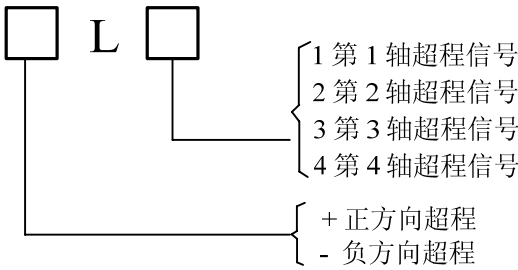 L
1 第 1 轴超程信号
2 第 2 轴超程信号
3 第 3 轴超程信号
4 第 4 轴超程信号
+ 正方向超程
- 负方向超程